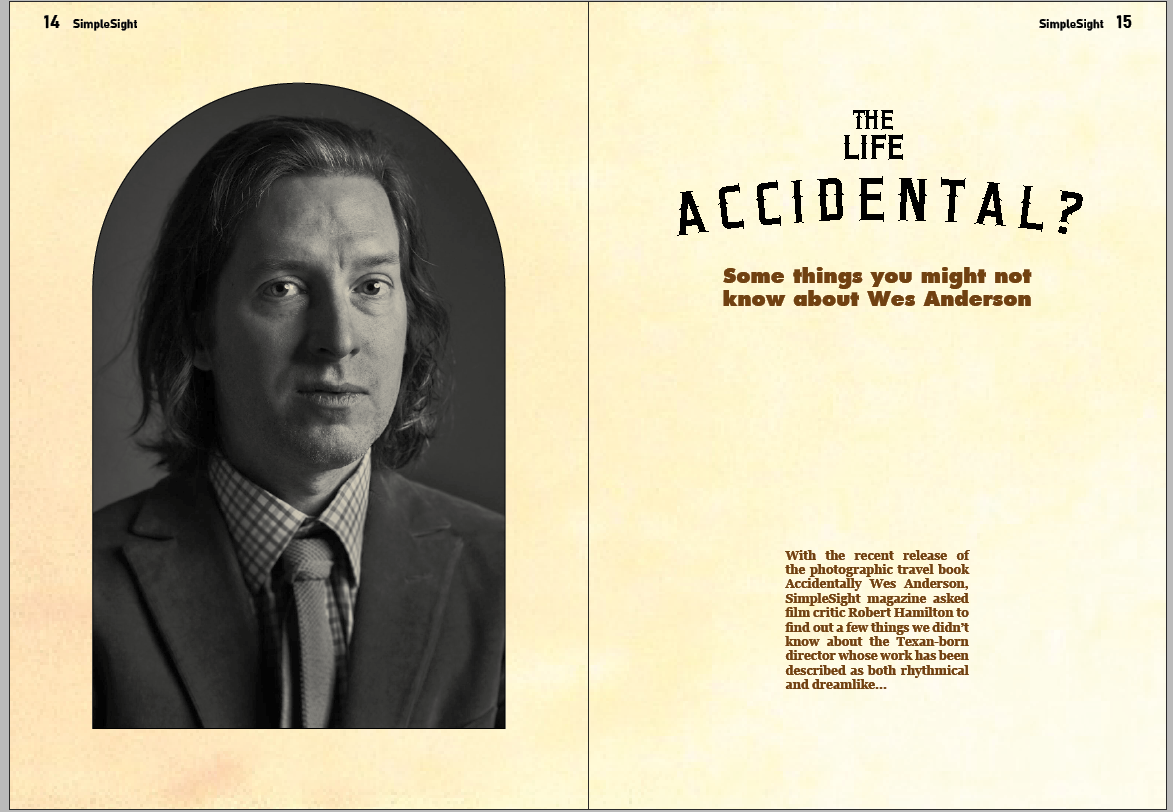 14 SimpleSight
SimpleSight 15
THE
LIFE
ACCIDENTAL?
Some things you might not
know about Wes Anderson
With the recent release of
the photographic travel book
Accidentally Wes Anderson,
SimpleSight magazine asked
film critic Robert Hamilton to
find out a few things we didn't
know about the Texan-born
director whose work has been
described as both rhythmical
and dreamlike...